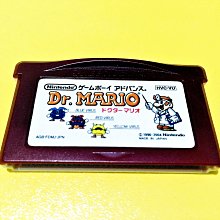 Nintendo ゲームボーイ アドバンス
HVC-VU
Dr. MARIO
ドクターマリオ
BLUE VIRUS
RED VIRUS
YELLOW VIRUS
AGB-FDMJ-JPN
© 1990, 2004 Nintendo
MADE IN JAPAN